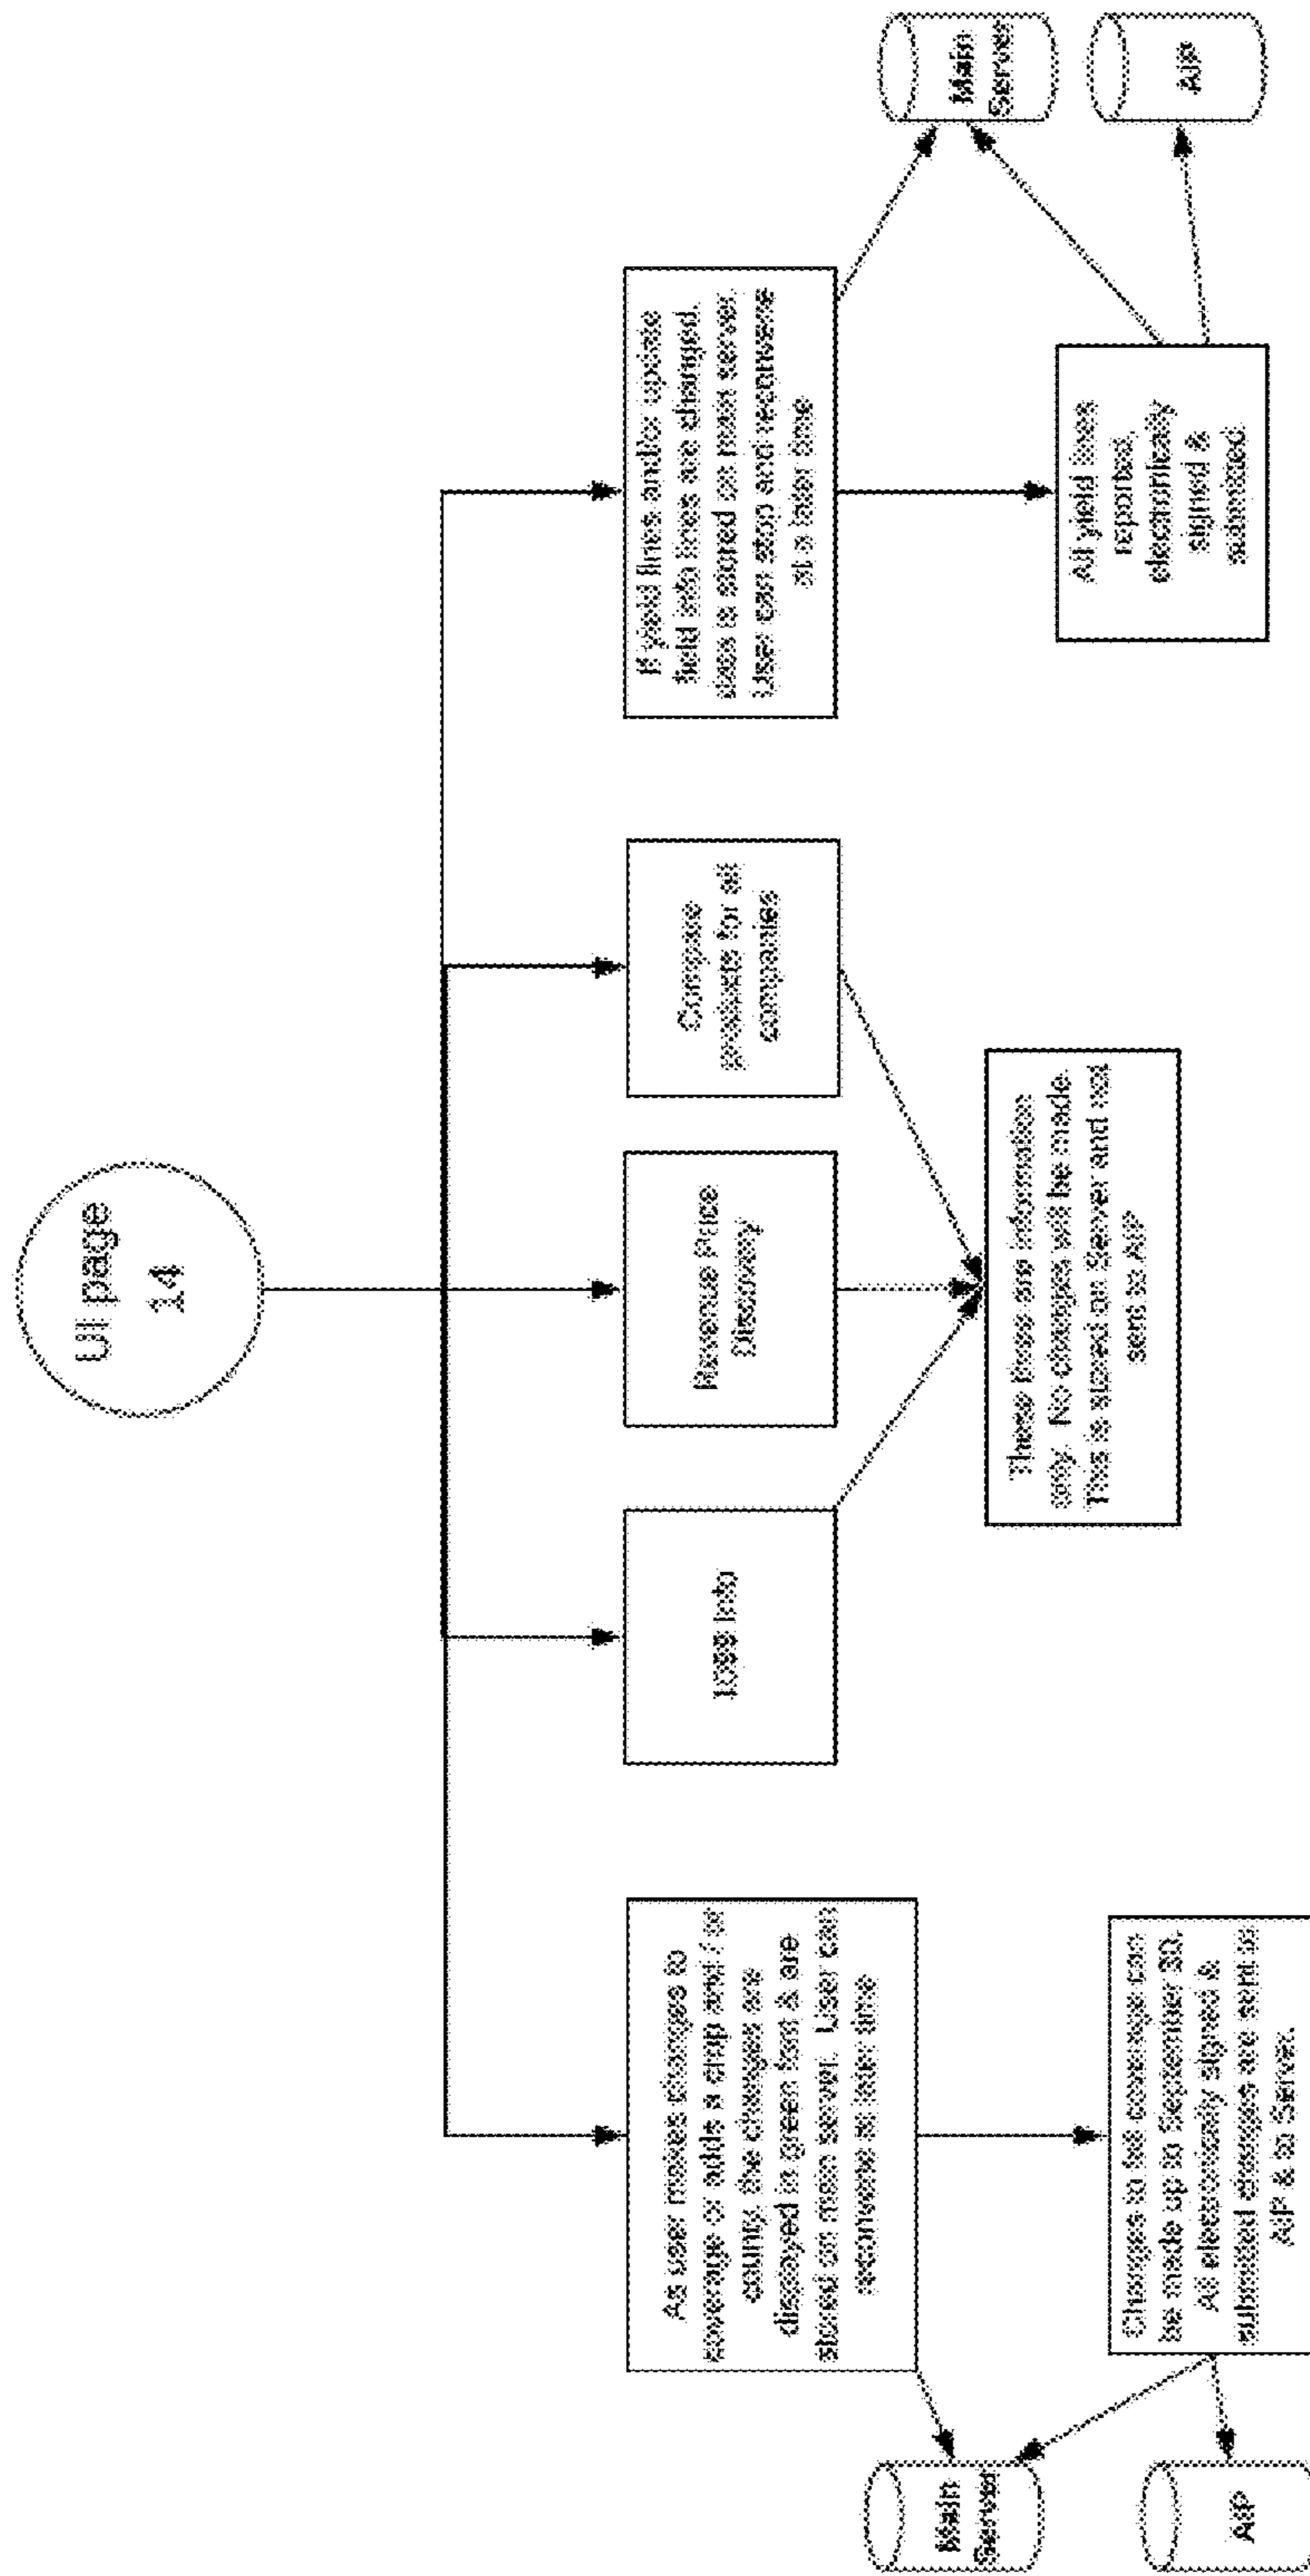 UI page
14
As user makes changes to
coverage or adds a crop and / or
county, the changes are
displayed in green font & are
stored on main server. User can
reconvene at later time
1099 Info
Revenue Price
Discovery
Compare
products for all
companies
If yield lines and/or update
field info lines are changed,
data is stored on main server.
User can stop and reconvene
at a later time
Main
Server
AIP
Changes to fall coverage can
be made up to September 30.
All electronically signed &
submitted changes are sent to
AIP & to Server.
These three are information
only. No changes will be made.
This is stored on Server and not
sent to AIP
All yield lines
reported,
electronically
signed &
submitted.
Main
Server
AIP